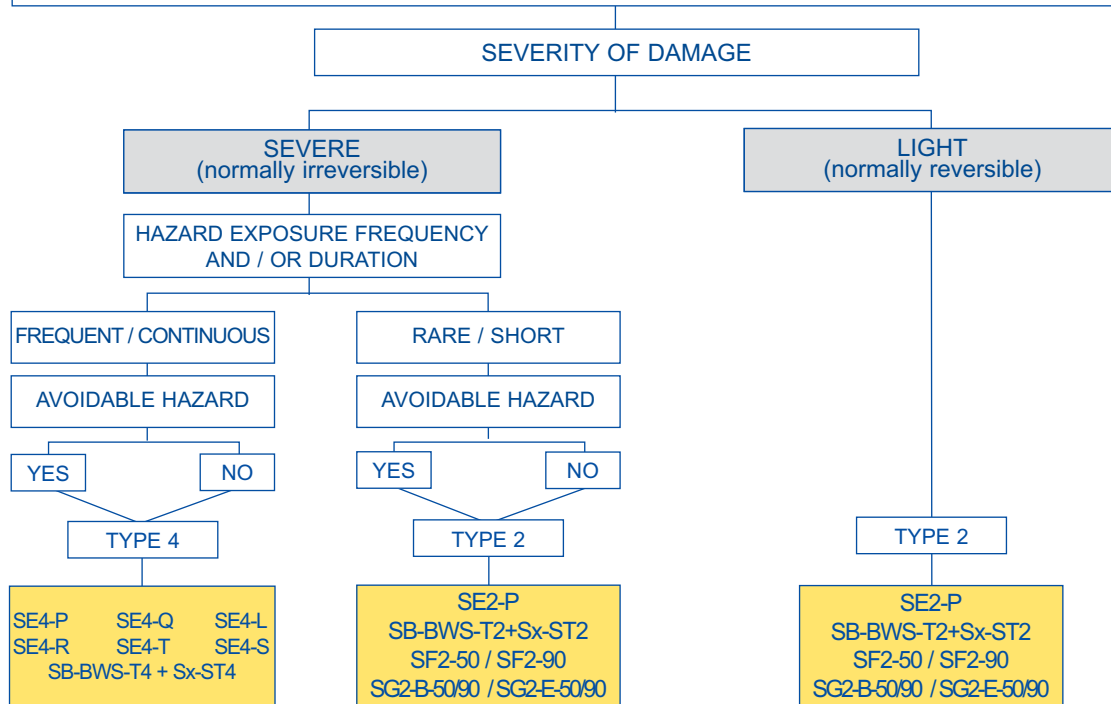 SEVERITY OF DAMAGE
SEVERE
(normally irreversible)
LIGHT
(normally reversible)
HAZARD EXPOSURE FREQUENCY
AND / OR DURATION
FREQUENT / CONTINUOUS
RARE / SHORT
AVOIDABLE HAZARD
AVOIDABLE HAZARD
YES
NO
YES
NO
TYPE 4
TYPE 2
TYPE 2
SE4-P SE4-Q SE4-L
SE4-R SE4-T SE4-S
SB-BWS-T4 + Sx-ST4
SE2-P
SB-BWS-T2+Sx-ST2
SF2-50 / SF2-90
SG2-B-50/90 / SG2-E-50/90
SE2-P
SB-BWS-T2+Sx-ST2
SF2-50 / SF2-90
SG2-B-50/90 / SG2-E-50/90